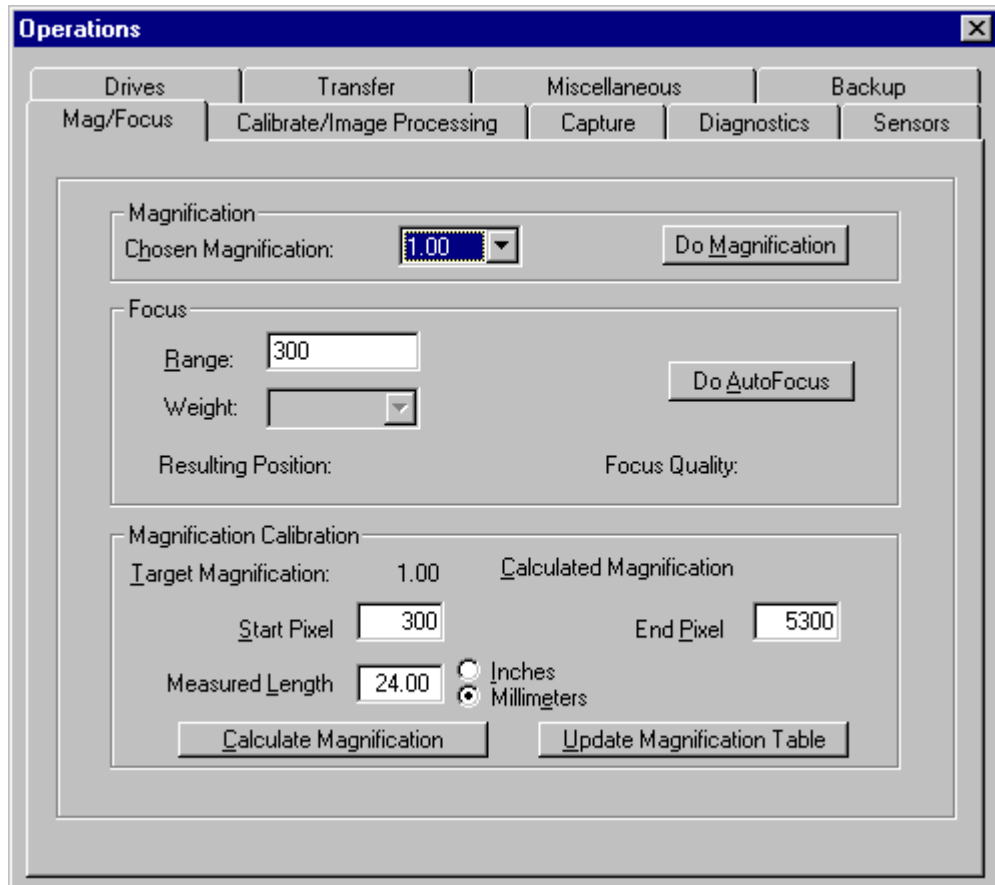 Operations
Drives Transfer Miscellaneous Backup
Mag/Focus Calibrate/Image Processing Capture Diagnostics Sensors
Magnification
Chosen Magnification: 1.00 Do Magnification
Focus
Range: 300
Do AutoFocus
Weight:
Resulting Position: Focus Quality:
Magnification Calibration
Target Magnification: 1.00 Calculated Magnification
Start Pixel 300 End Pixel 5300
Measured Length 24.00 Inches
Millimeters
Calculate Magnification Update Magnification Table